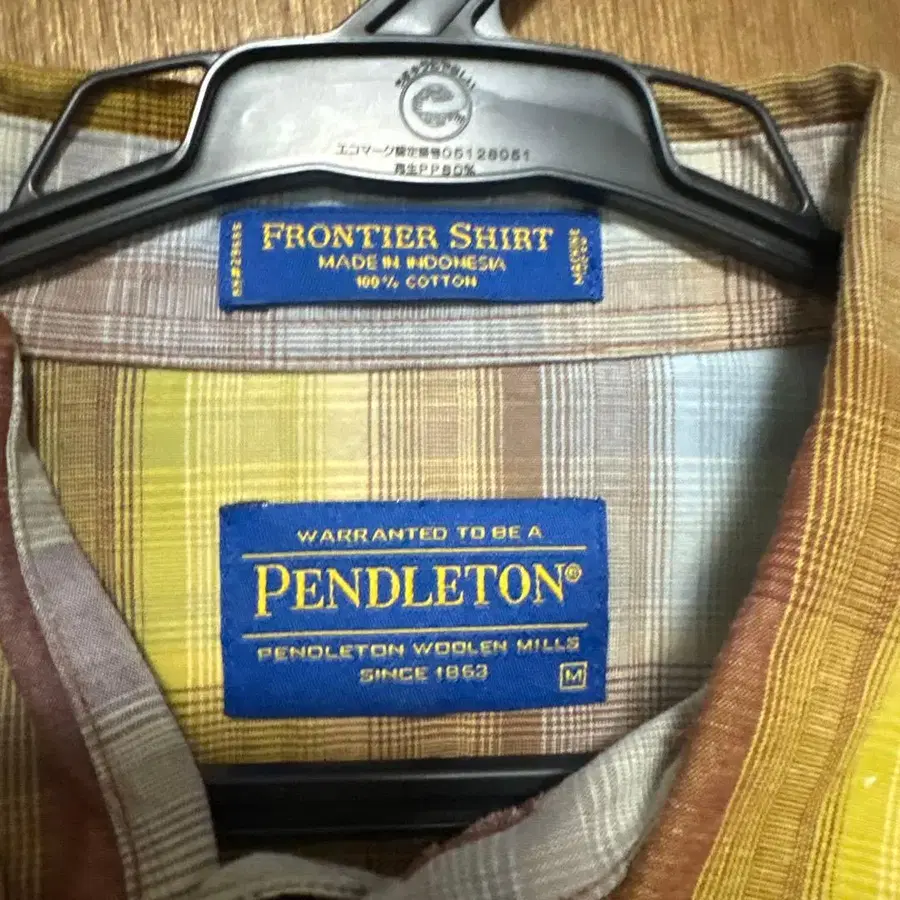 エコマーク認定番号05128051
再生PP80%
FRONTIER SHIRT
MADE IN INDONESIA
100% COTTON
MACHINE
WARRANTED TO BE A
PENDLETON®
PENDLETON WOOLEN MILLS
SINCE 1863
M